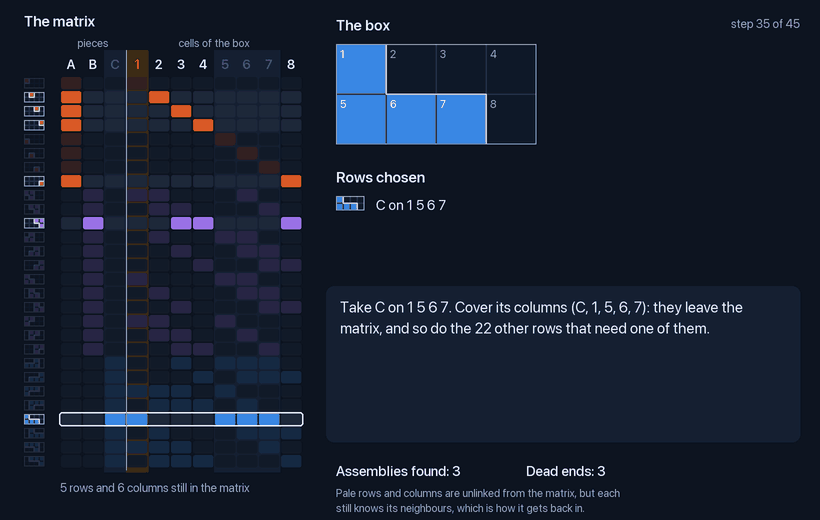 The matrix
The box
step 35 of 45
pieces
cells of the box
A B C 1 2 3 4 5 6 7 8
1 2 3 4
5 6 7 8
Rows chosen
C on 1 5 6 7
Take C on 1 5 6 7. Cover its columns (C, 1, 5, 6, 7): they leave the
matrix, and so do the 22 other rows that need one of them.
Assemblies found: 3
Dead ends: 3
5 rows and 6 columns still in the matrix
Pale rows and columns are unlinked from the matrix, but each
still knows its neighbours, which is how it gets back in.